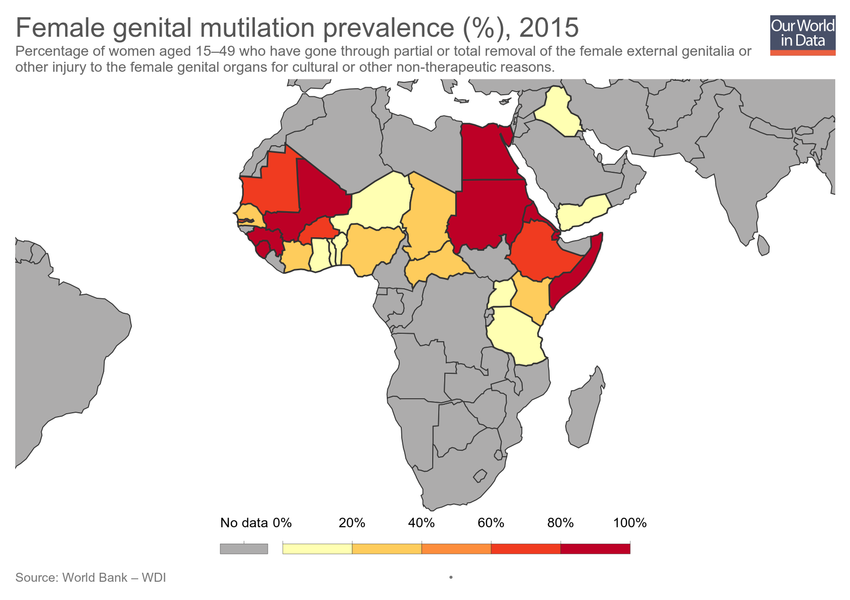 Female genital mutilation prevalence (%), 2015
Percentage of women aged 15–49 who have gone through partial or total removal of the female external genitalia or
other injury to the female genital organs for cultural or other non-therapeutic reasons.
Our World
in Data
No data 0% 20% 40% 60% 80% 100%
Source: World Bank – WDI